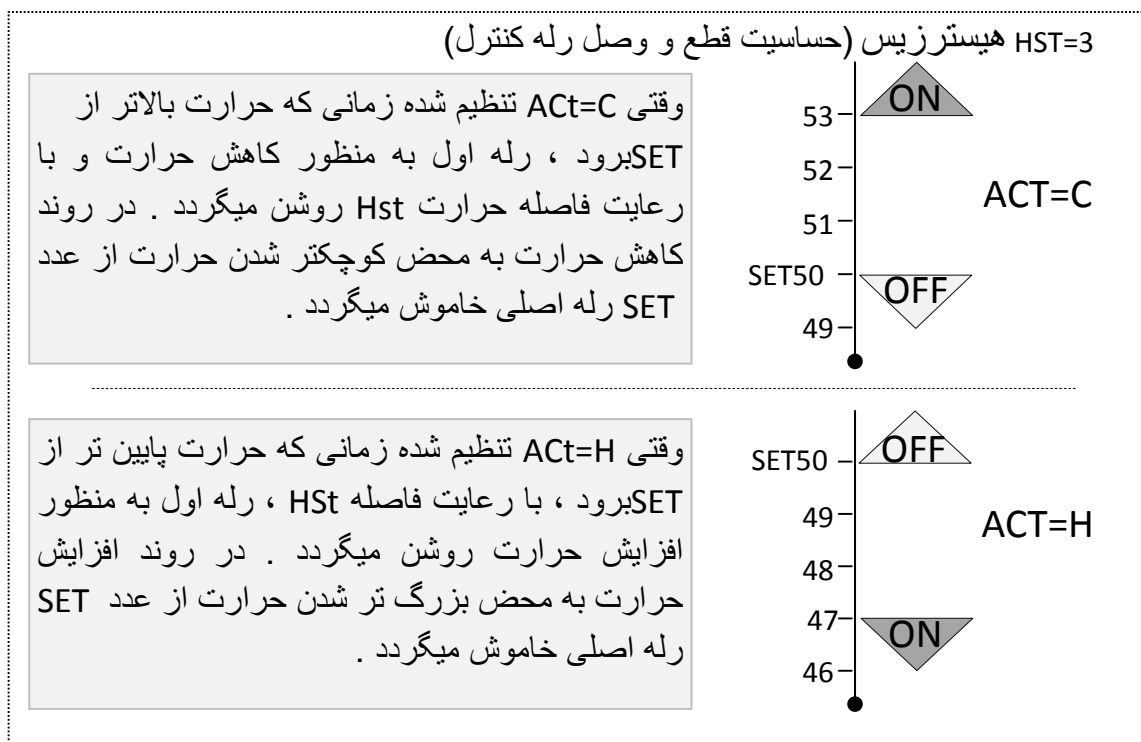 HST=3 هیسترزیس (حساسیت قطع و وصل رله کنترل)
وقتی ACt=C تنظیم شده زمانی که حرارت بالاتر از
SETبرود ، رله اول به منظور کاهش حرارت و با
رعایت فاصله حرارت Hst روشن میگردد . در روند
کاهش حرارت به محض کوچکتر شدن حرارت از عدد
SET رله اصلی خاموش میگردد .
ON
53
52
ACT=C
51
SET50
OFF
49
وقتی ACt=H تنظیم شده زمانی که حرارت پایین تر از
SETبرود ، با رعایت فاصله HSt ، رله اول به منظور
افزایش حرارت روشن میگردد . در روند افزایش
حرارت به محض بزرگ تر شدن حرارت از عدد SET
رله اصلی خاموش میگردد .
OFF
SET50
49
ACT=H
48
47
ON
46